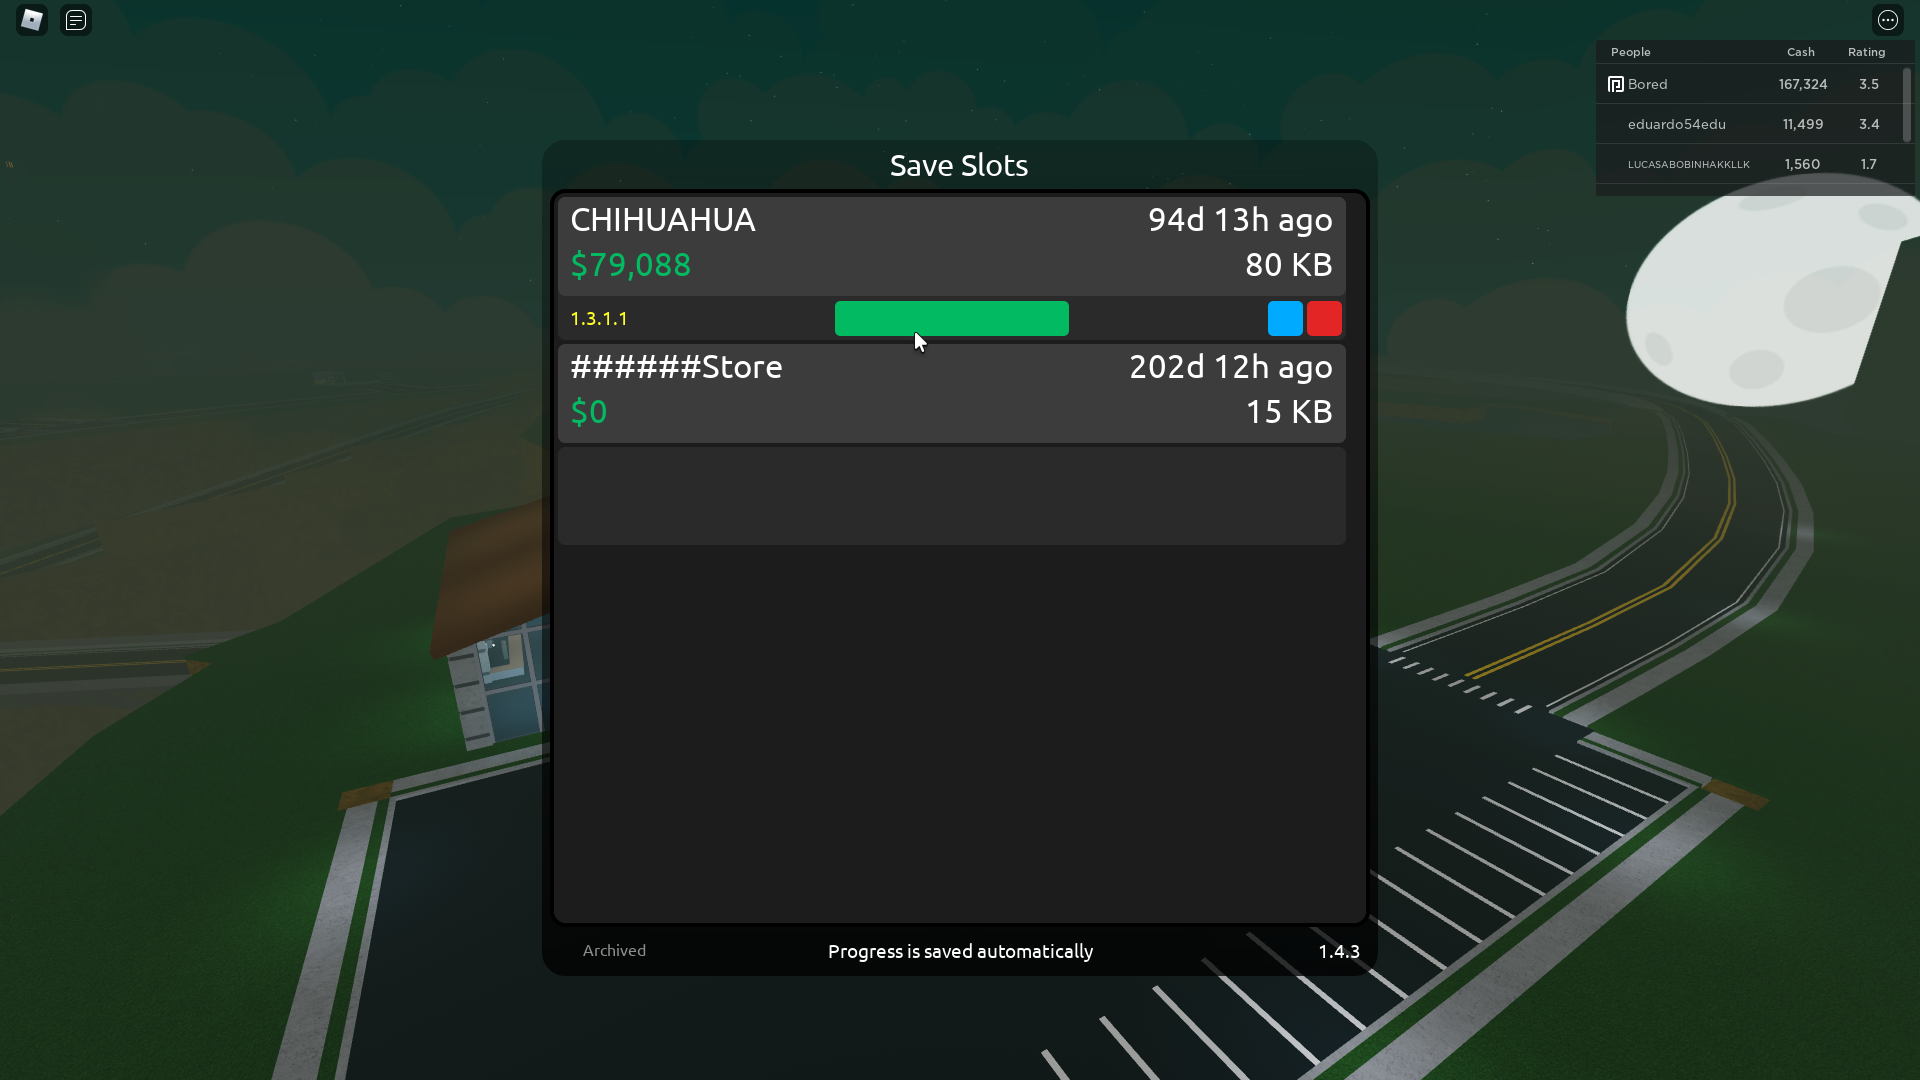 People Cash Rating
Bored 167,324 3.5
eduardo54edu 11,499 3.4
LUCASABOBINHAKKLLK 1,560 1.7
Save Slots
CHIHUAHUA 94d 13h ago
$79,088 80 KB
1.3.1.1
######Store 202d 12h ago
$0 15 KB
Archived Progress is saved automatically 1.4.3